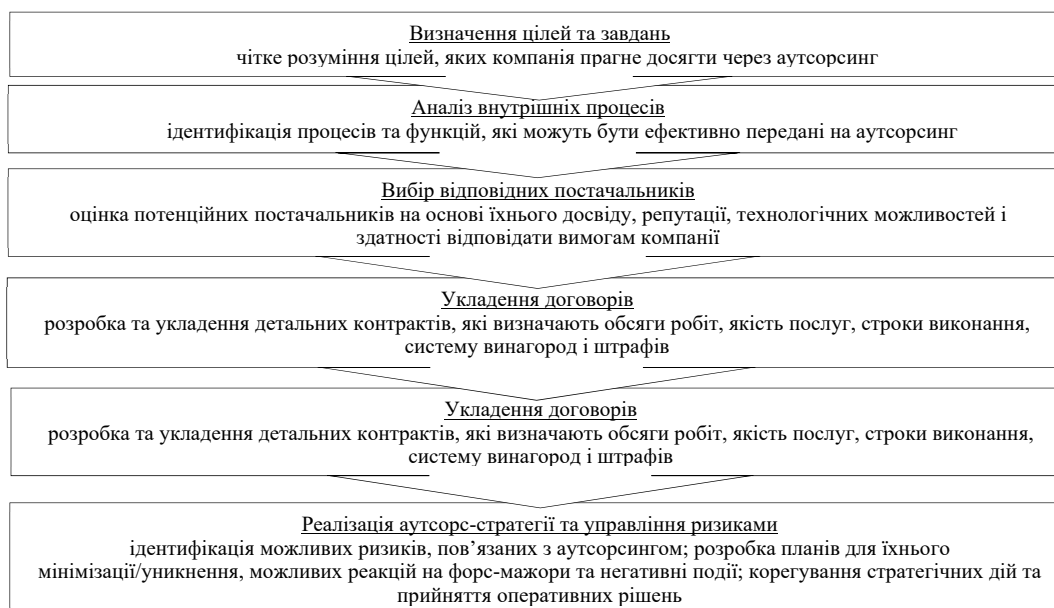 Визначення цілей та завдань
чітке розуміння цілей, яких компанія прагне досягти через аутсорсинг
Аналіз внутрішніх процесів
ідентифікація процесів та функцій, які можуть бути ефективно передані на аутсорсинг
Вибір відповідних постачальників
оцінка потенційних постачальників на основі їхнього досвіду, репутації, технологічних можливостей і
здатності відповідати вимогам компанії
Укладення договорів
розробка та укладення детальних контрактів, які визначають обсяги робіт, якість послуг, строки виконання,
систему винагород і штрафів
Укладення договорів
розробка та укладення детальних контрактів, які визначають обсяги робіт, якість послуг, строки виконання,
систему винагород і штрафів
Реалізація аутсорс-стратегії та управління ризиками
ідентифікація можливих ризиків, пов’язаних з аутсорсингом; розробка планів для їхнього
мінімізації/уникнення, можливих реакцій на форс-мажори та негативні події; корегування стратегічних дій та
прийняття оперативних рішень